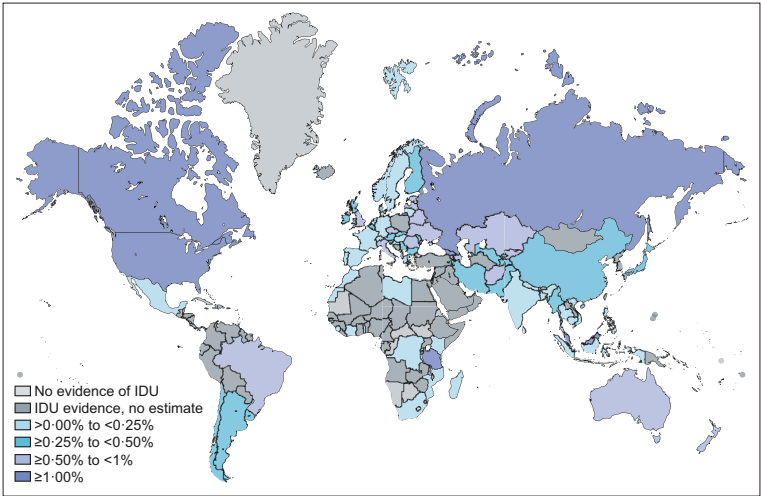 No evidence of IDU
IDU evidence, no estimate
>0·00% to <0·25%
≥0·25% to <0·50%
≥0·50% to <1%
≥1·00%